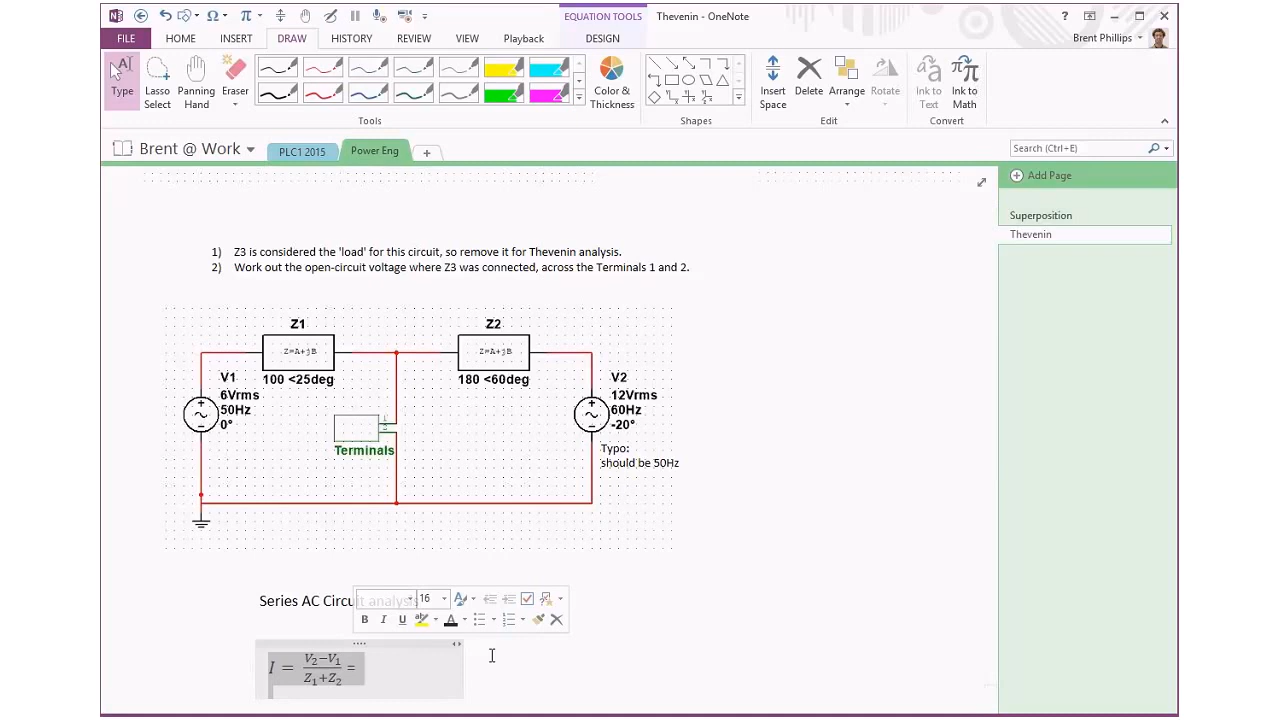 EQUATION TOOLS
Thevenin - OneNote
FILE HOME INSERT DRAW HISTORY REVIEW VIEW Playback DESIGN
Brent Phillips
Type
Lasso Select
Panning Hand
Eraser
Color & Thickness
Insert Space
Delete
Arrange
Rotate
Ink to Text
Ink to Math
Tools
Shapes
Edit
Convert
Brent @ Work
PLC1 2015
Power Eng
Search (Ctrl+E)
Add Page
Superposition
Thevenin
1) Z3 is considered the 'load' for this circuit, so remove it for Thevenin analysis.
2) Work out the open-circuit voltage where Z3 was connected, across the Terminals 1 and 2.
Z1
Z=A+jB
100 <25deg
Z2
Z=A+jB
180 <60deg
V1
6Vrms
50Hz
0°
V2
12Vrms
60Hz
-20°
Typo:
should be 50Hz
Terminals
Series AC Circuit analysis
16
B I U
I = V₂−V₁ / Z₁+Z₂ =